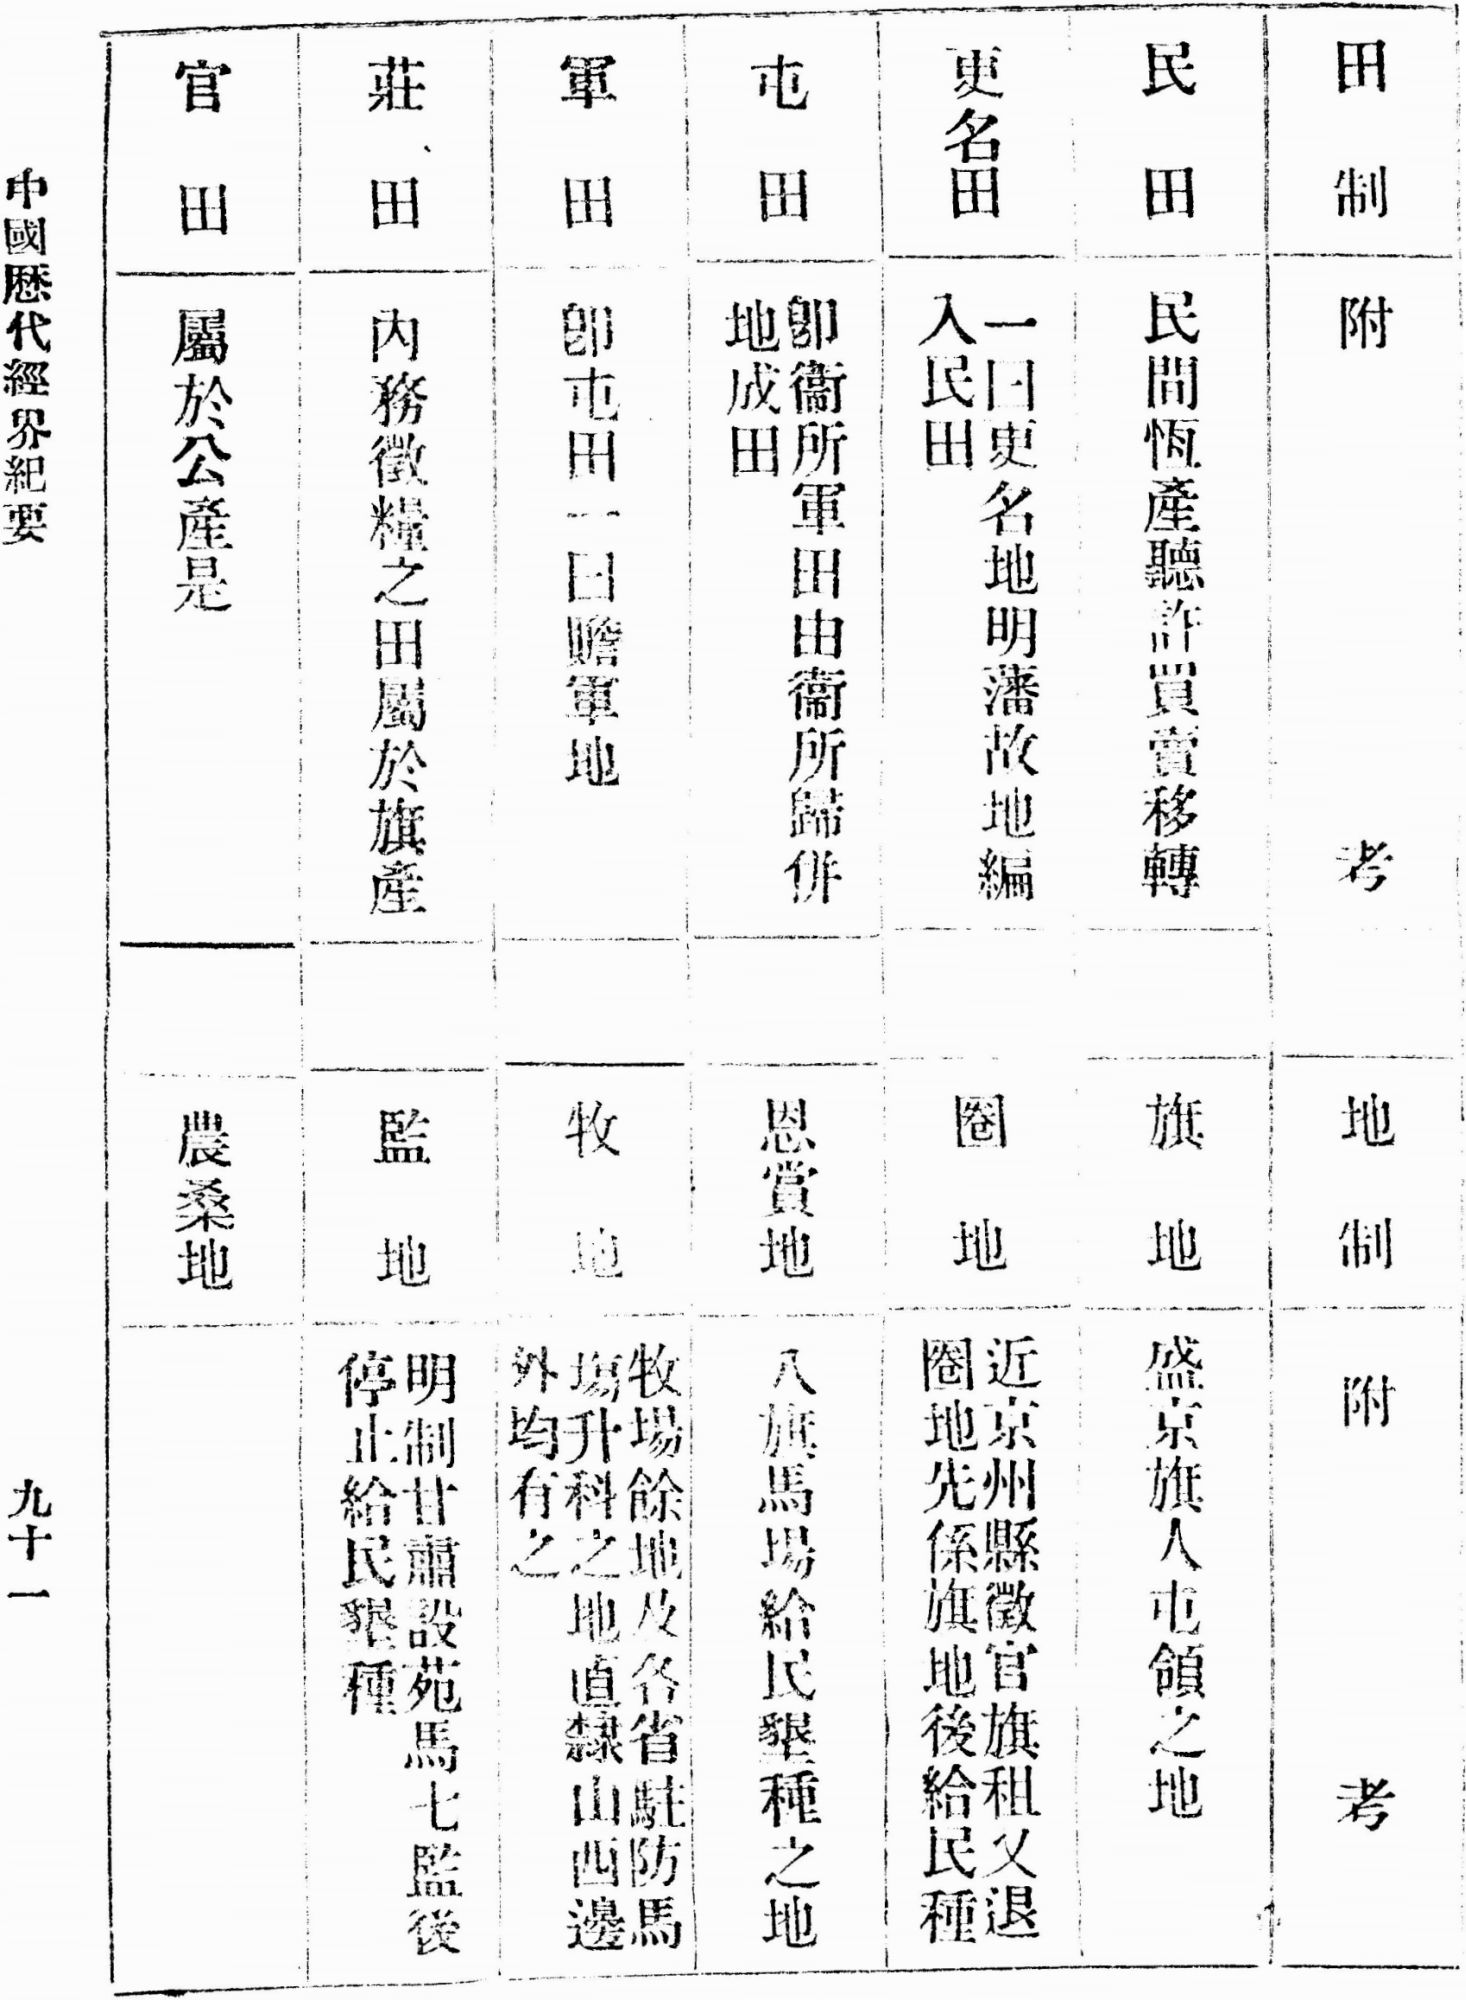 田制
附考
地制
附考
民田
民間恆產聽許買賣移轉
旗地
盛京旗人屯領之地
更名田
一曰更名地明藩故地編
入民田
圈地
近京州縣徵官旗租又退
圈地先係旗地後給民種
屯田
卽衞所軍田由衞所歸併
地成田
恩賞地
八旗馬場給民墾種之地
軍田
卽屯田一曰贍軍地
牧地
牧場餘地及各省駐防馬
場升科之地直隸山西邊
外均有之
莊田
內務徵糧之田屬於旗產
監地
明制甘肅設苑馬七監後
停止給民墾種
官田
屬於公產是
農桑地
中國歷代經界紀要
九十一